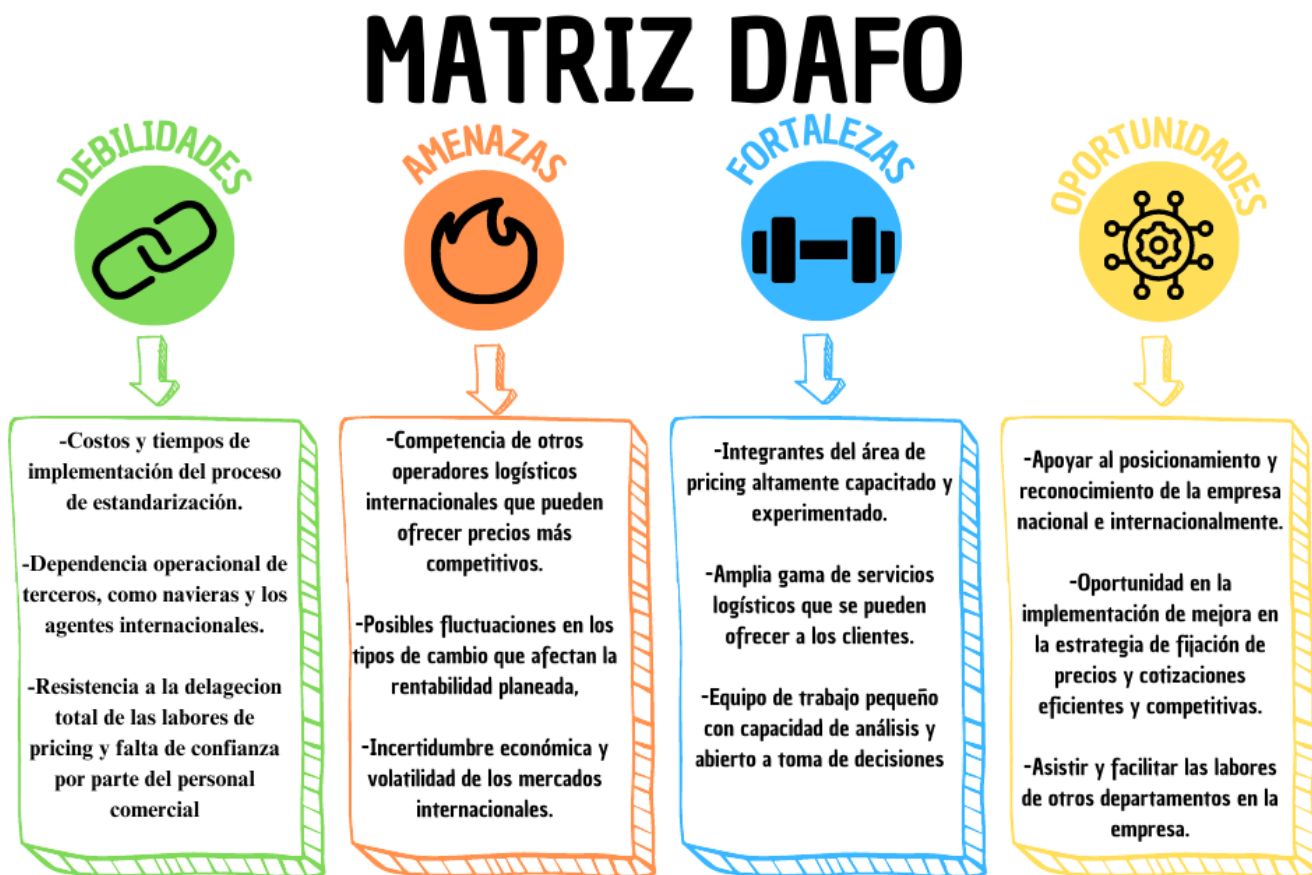 MATRIZ DAFO
DEBILIDADES
-Costos y tiempos de
implementación del proceso
de estandarización.
-Dependencia operacional de
terceros, como navieras y los
agentes internacionales.
-Resistencia a la delagecion
total de las labores de
pricing y falta de confianza
por parte del personal
comercial
AMENAZAS
-Competencia de otros
operadores logísticos
internacionales que pueden
ofrecer precios más
competitivos.
-Posibles fluctuaciones en los
tipos de cambio que afectan la
rentabilidad planeada,
-Incertidumbre económica y
volatilidad de los mercados
internacionales.
FORTALEZAS
-Integrantes del área de
pricing altamente capacitado y
experimentado.
-Amplia gama de servicios
logísticos que se pueden
ofrecer a los clientes.
-Equipo de trabajo pequeño
con capacidad de análisis y
abierto a toma de decisiones
OPORTUNIDADES
-Apoyar al posicionamiento y
reconocimiento de la empresa
nacional e internacionalmente.
-Oportunidad en la
implementación de mejora en
la estrategia de fijación de
precios y cotizaciones
eficientes y competitivas.
-Asistir y facilitar las labores
de otros departamentos en la
empresa.